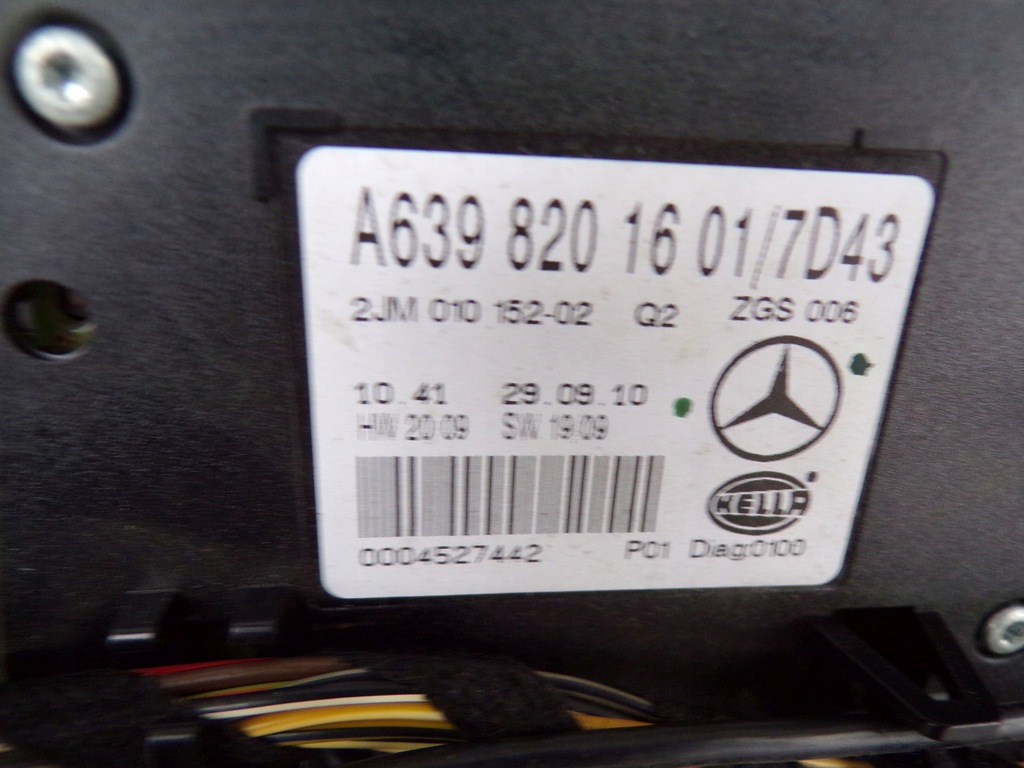 A639 820 16 01/7D43
2JM 010 152-02 Q2 ZGS 006
10.41 29.09.10
HW 20.09 SW 19.09
HELLA
0004527442 P01 Diag:0100